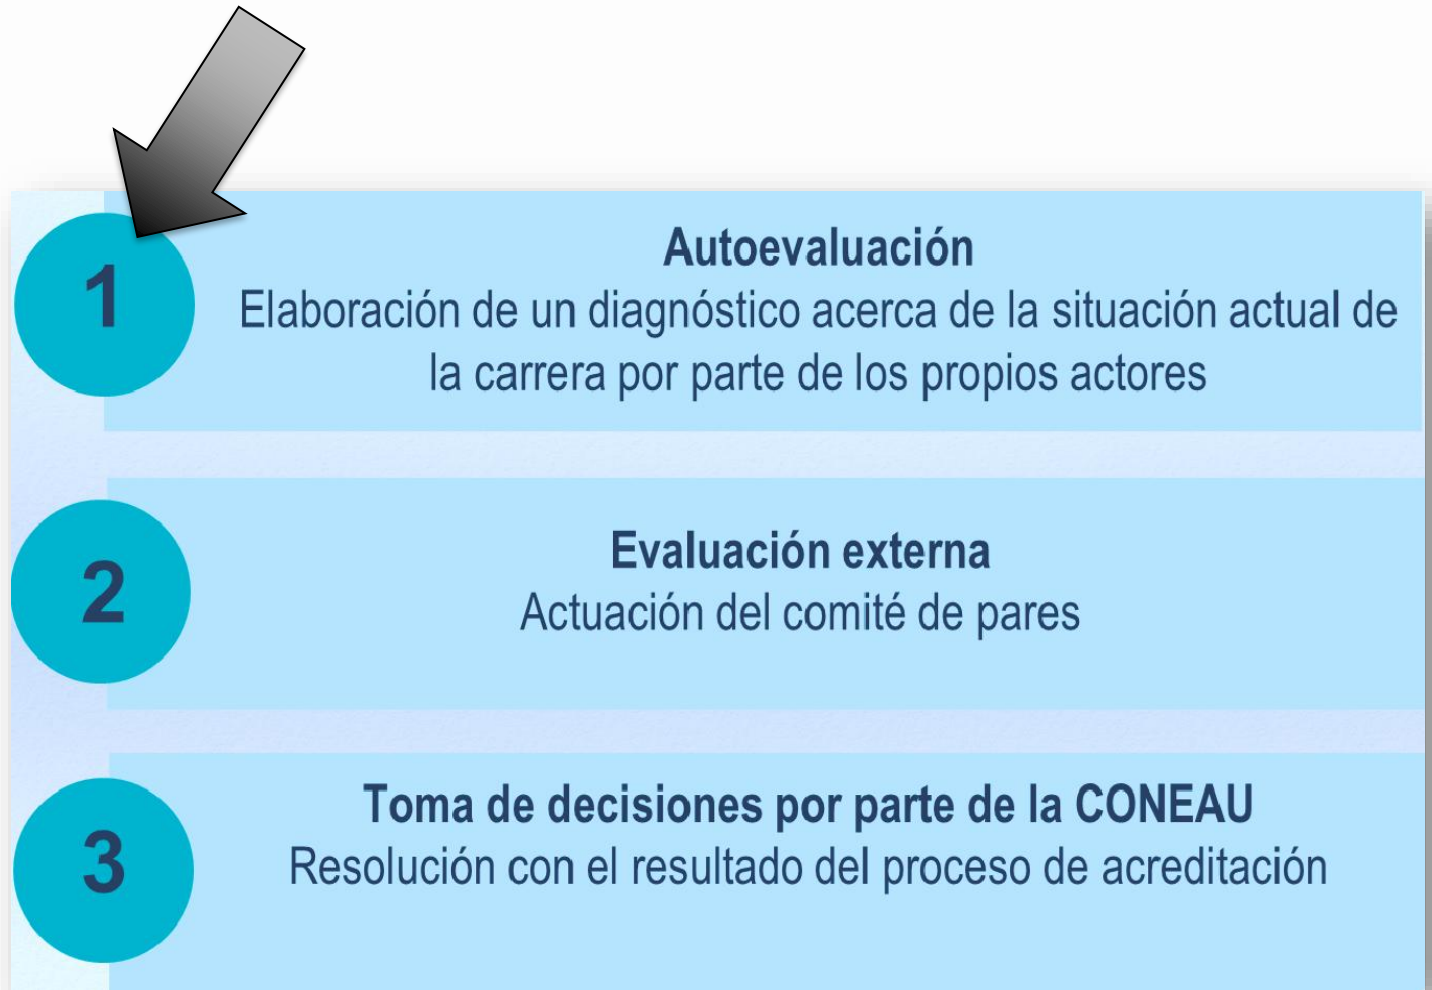 1
Autoevaluación
Elaboración de un diagnóstico acerca de la situación actual de
la carrera por parte de los propios actores
2
Evaluación externa
Actuación del comité de pares
3
Toma de decisiones por parte de la CONEAU
Resolución con el resultado del proceso de acreditación